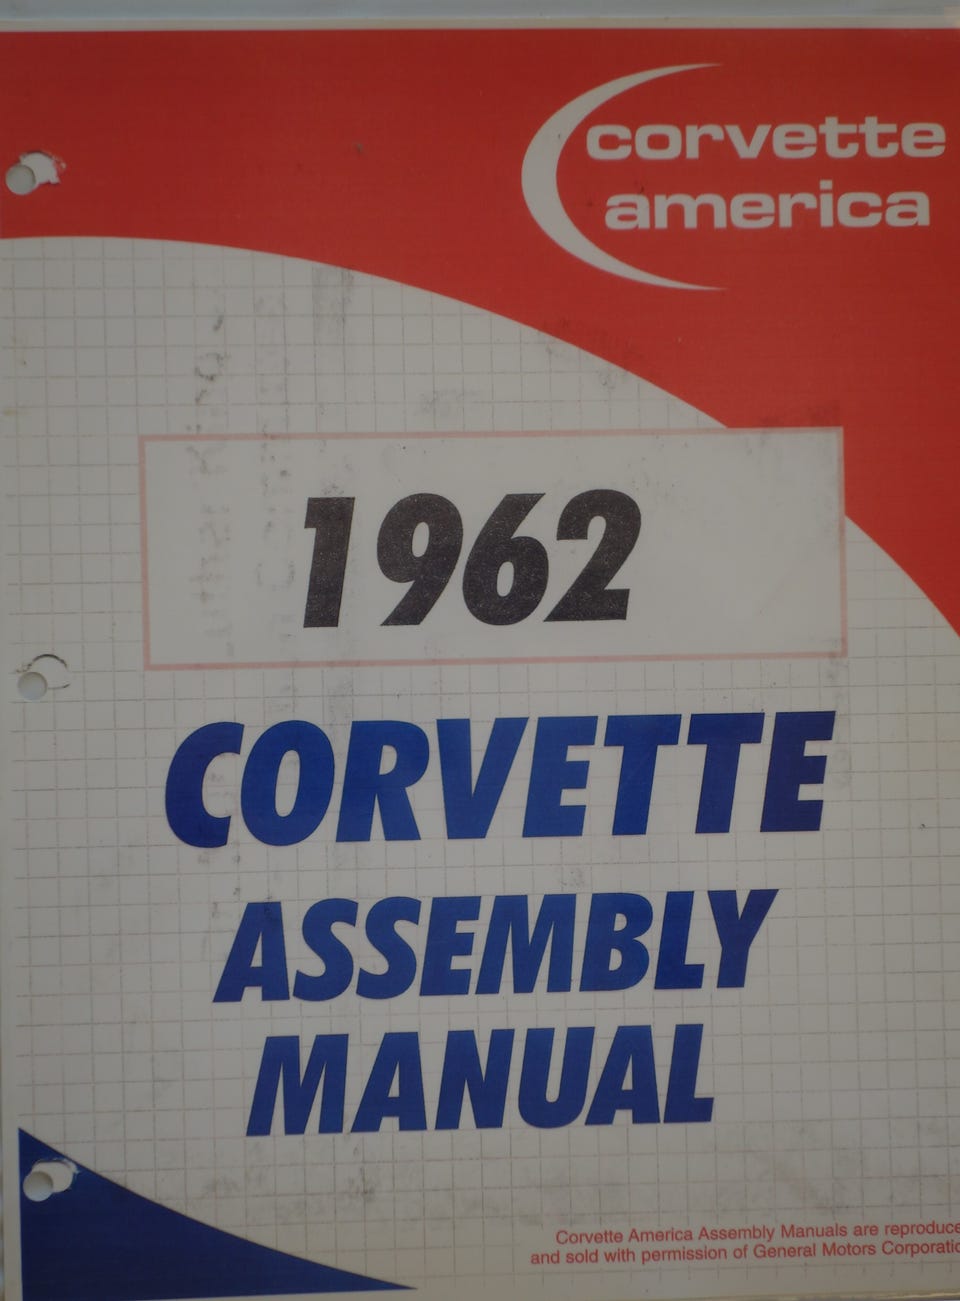 corvette
america
1962
CORVETTE
ASSEMBLY
MANUAL
Corvette America Assembly Manuals are reproduce
and sold with permission of General Motors Corporatio